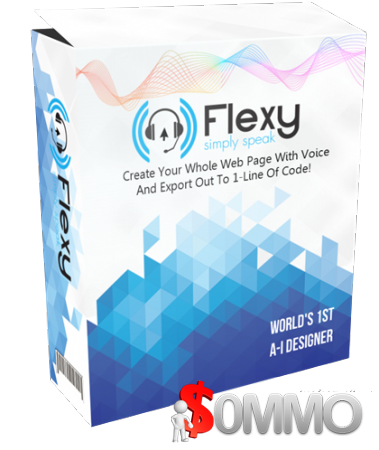 Flexy
simply speak
Create Your Whole Web Page With Voice
And Export Out To 1-Line Of Code!
WORLD'S 1ST
A-I DESIGNER
Flexy
$OMMO